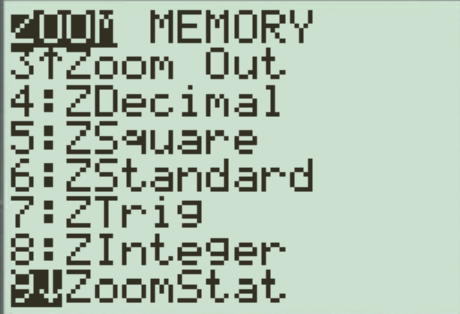 ZOOM MEMORY
3↑Zoom Out
4:ZDecimal
5:ZSquare
6:ZStandard
7:ZTrig
8:ZInteger
9↓ZoomStat